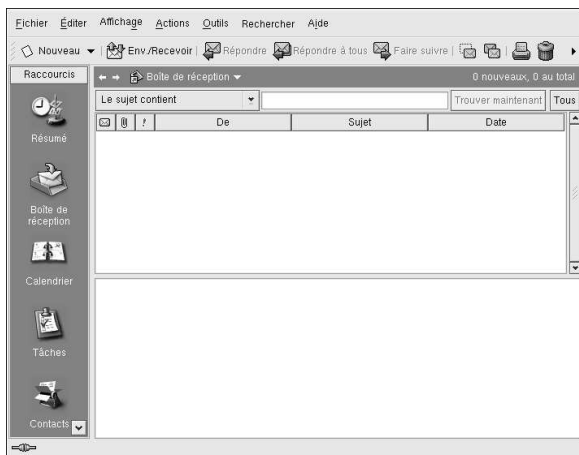 Fichier Éditer Affichage Actions Outils Rechercher Aide
Nouveau Env./Recevoir Répondre Répondre à tous Faire suivre
Raccourcis
Boîte de réception 0 nouveaux, 0 au total
Le sujet contient Trouver maintenant Tous
! De Sujet Date
Résumé
Boîte de
réception
Calendrier
Tâches
Contacts